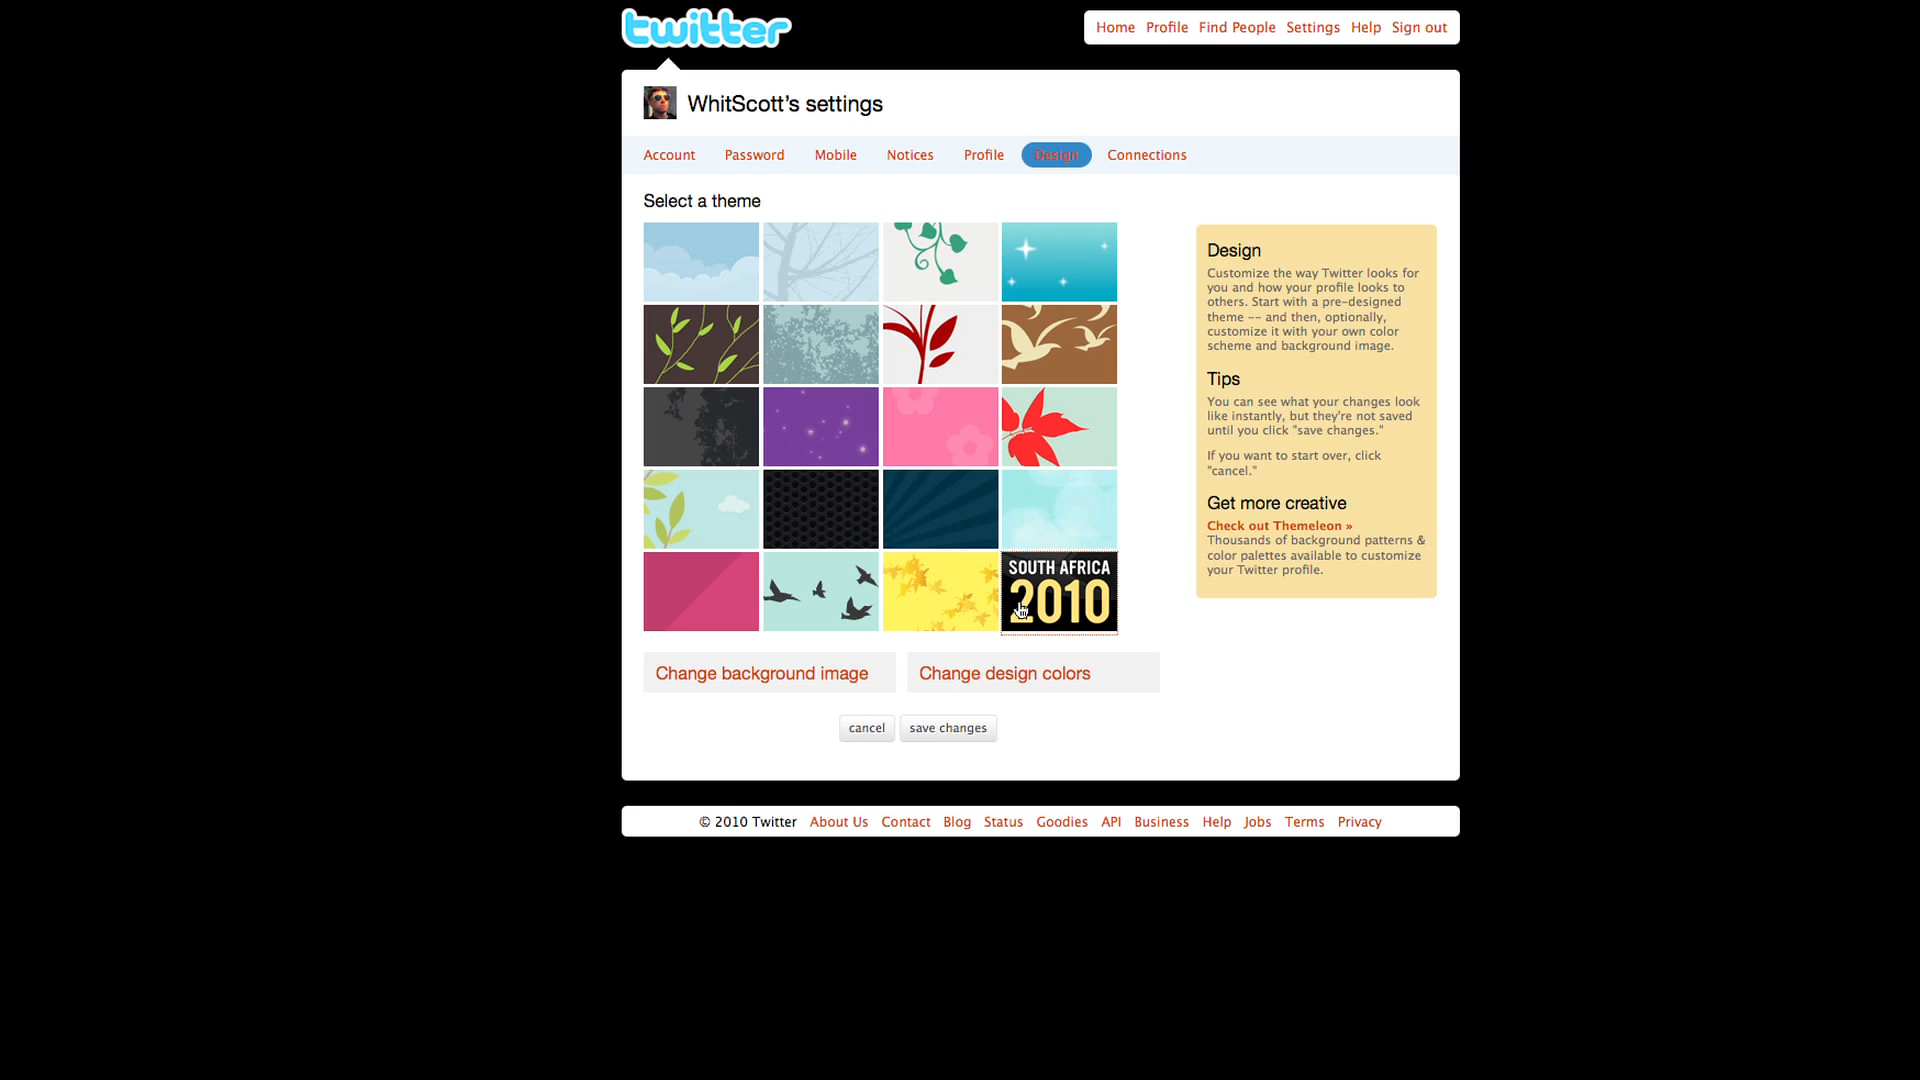 twitter
Home Profile Find People Settings Help Sign out
WhitScott’s settings
Account Password Mobile Notices Profile Design Connections
Select a theme
SOUTH AFRICA
2010
Change background image
Change design colors
cancel
save changes
Design
Customize the way Twitter looks for
you and how your profile looks to
others. Start with a pre-designed
theme -- and then, optionally,
customize it with your own color
scheme and background image.
Tips
You can see what your changes look
like instantly, but they're not saved
until you click "save changes."
If you want to start over, click
"cancel."
Get more creative
Check out Themeleon »
Thousands of background patterns &
color palettes available to customize
your Twitter profile.
© 2010 Twitter About Us Contact Blog Status Goodies API Business Help Jobs Terms Privacy